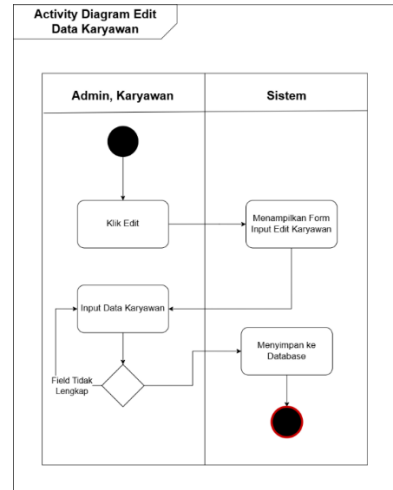 Activity Diagram Edit
Data Karyawan
Admin, Karyawan
Sistem
Klik Edit
Menampilkan Form
Input Edit Karyawan
Input Data Karyawan
Menyimpan ke
Database
Field Tidak
Lengkap